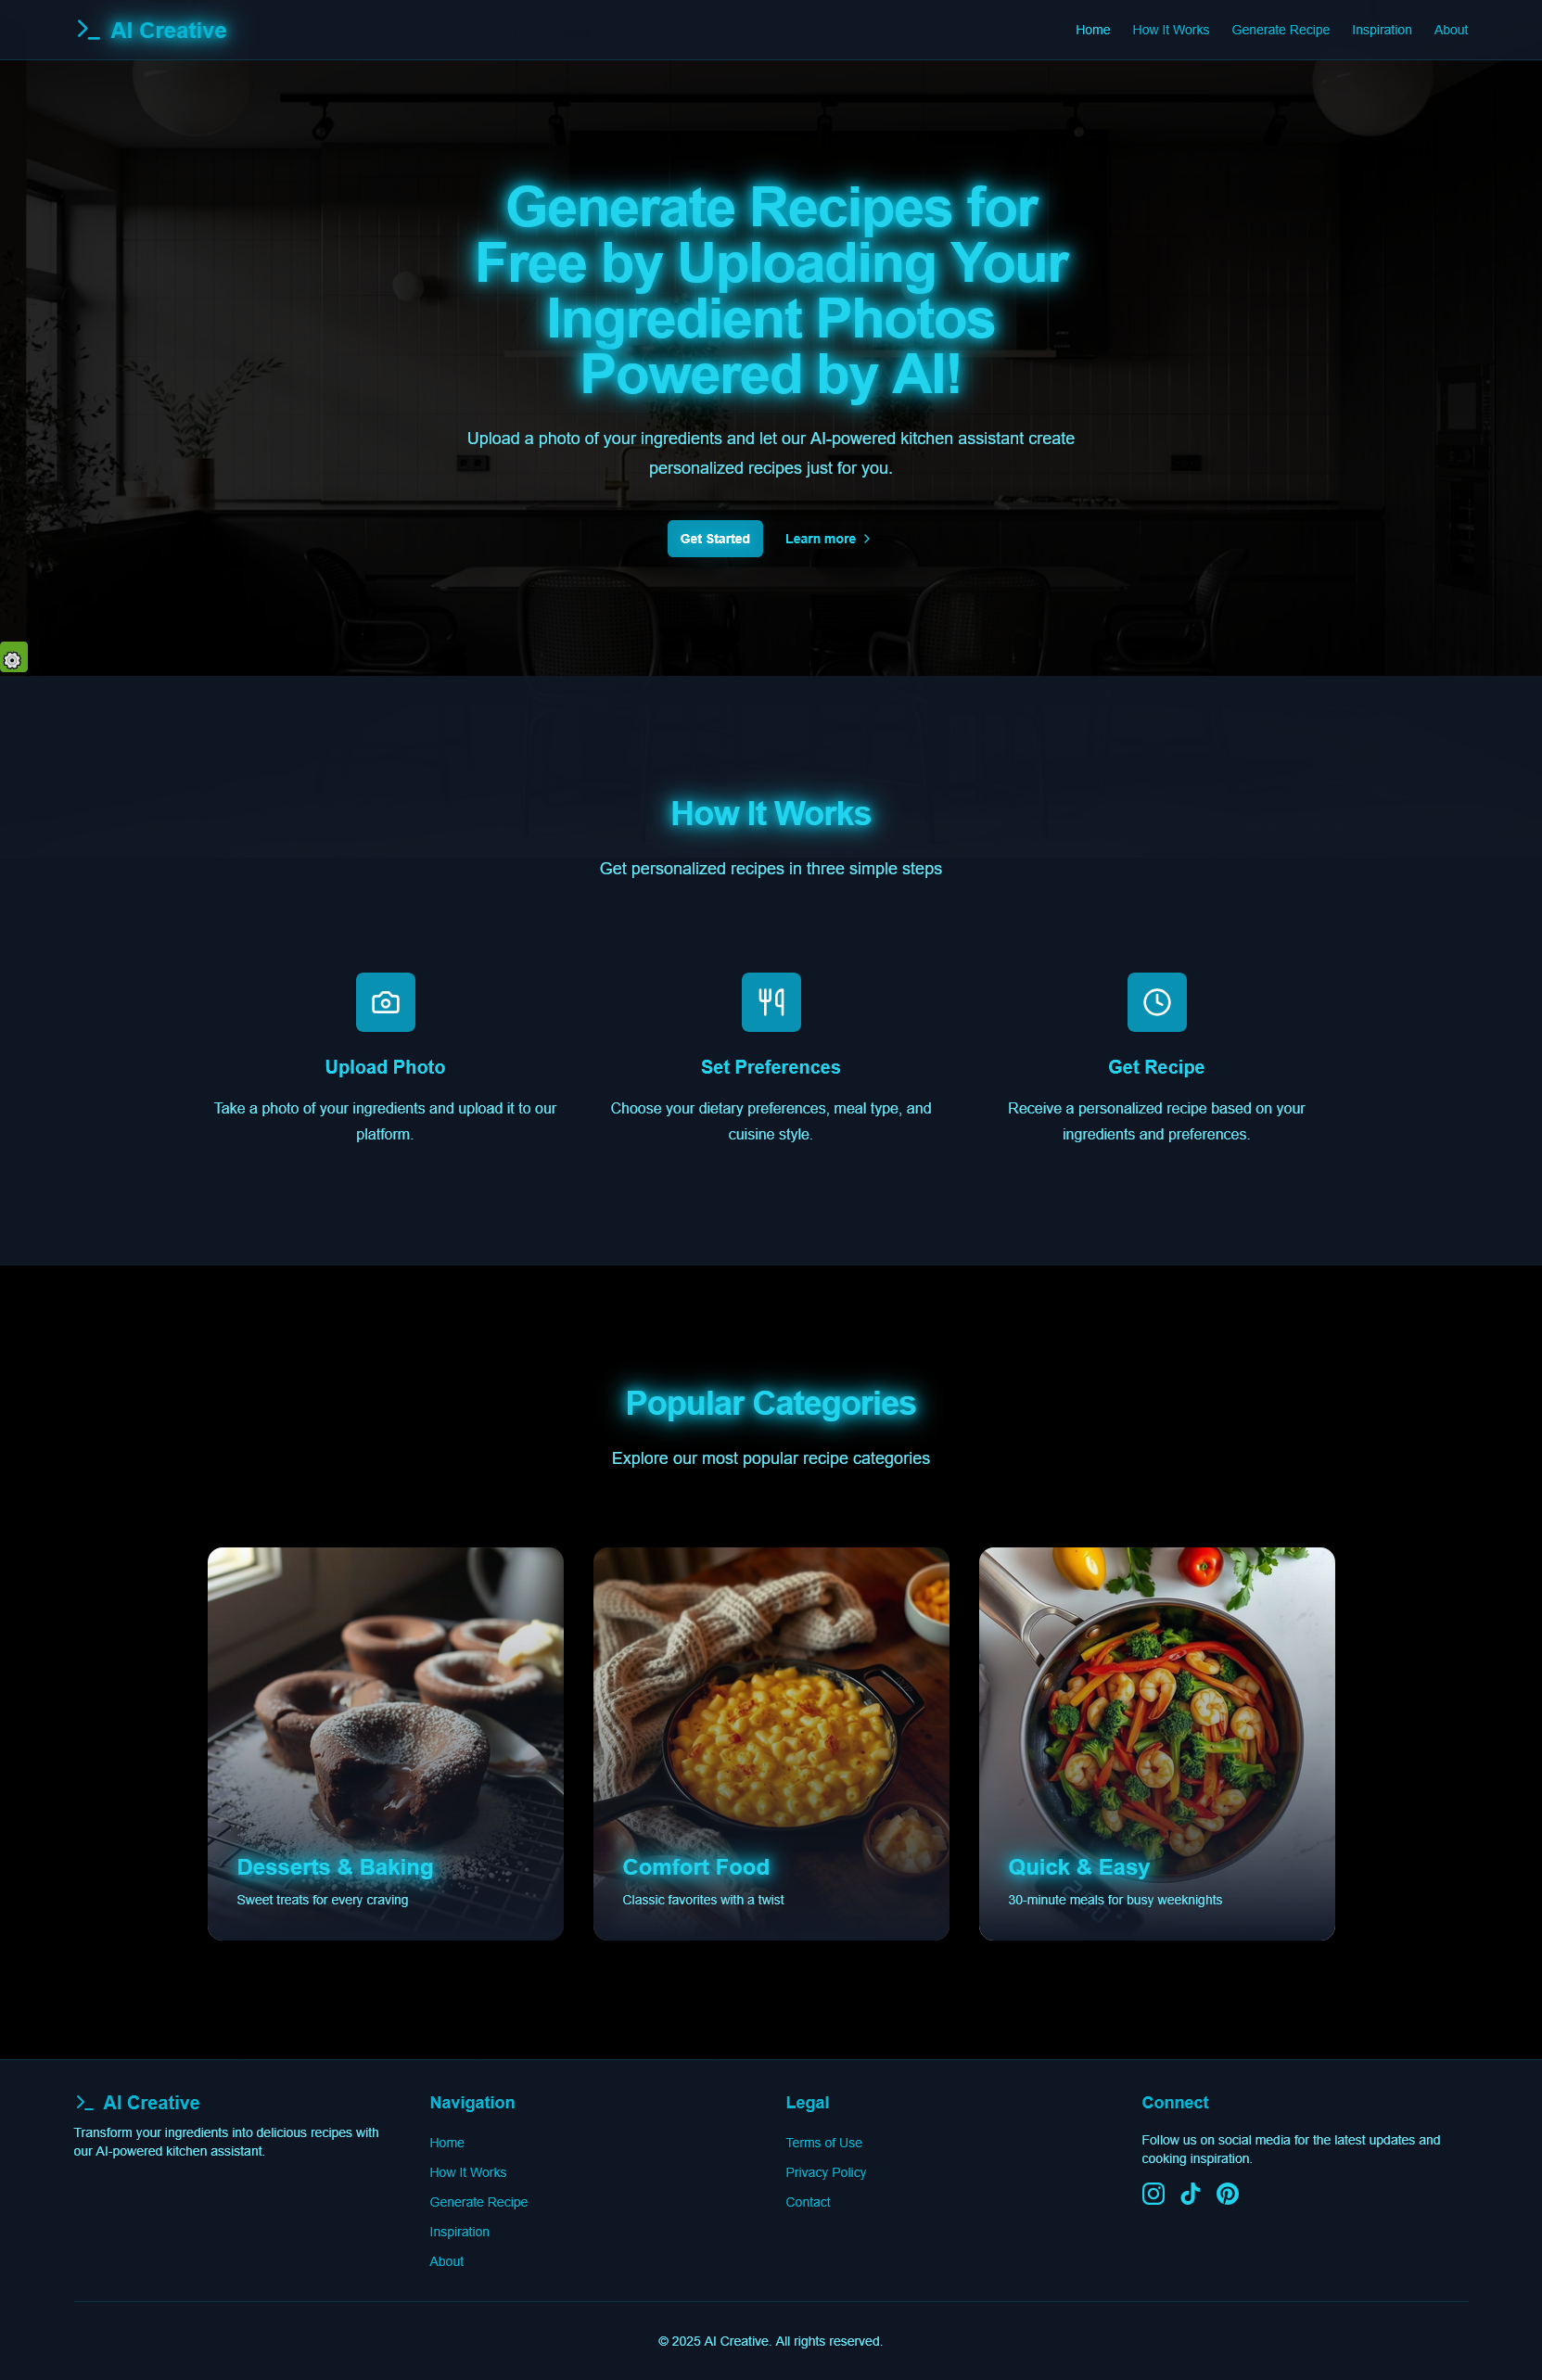 AI Creative
Home
How It Works
Generate Recipe
Inspiration
About
Generate Recipes for
Free by Uploading Your
Ingredient Photos
Powered by AI!
Upload a photo of your ingredients and let our AI-powered kitchen assistant create
personalized recipes just for you.
Get Started
Learn more
How It Works
Get personalized recipes in three simple steps
Upload Photo
Take a photo of your ingredients and upload it to our
platform.
Set Preferences
Choose your dietary preferences, meal type, and
cuisine style.
Get Recipe
Receive a personalized recipe based on your
ingredients and preferences.
Popular Categories
Explore our most popular recipe categories
Desserts & Baking
Sweet treats for every craving
Comfort Food
Classic favorites with a twist
Quick & Easy
30-minute meals for busy weeknights
AI Creative
Transform your ingredients into delicious recipes with
our AI-powered kitchen assistant.
Navigation
Home
How It Works
Generate Recipe
Inspiration
About
Legal
Terms of Use
Privacy Policy
Contact
Connect
Follow us on social media for the latest updates and
cooking inspiration.
© 2025 AI Creative. All rights reserved.